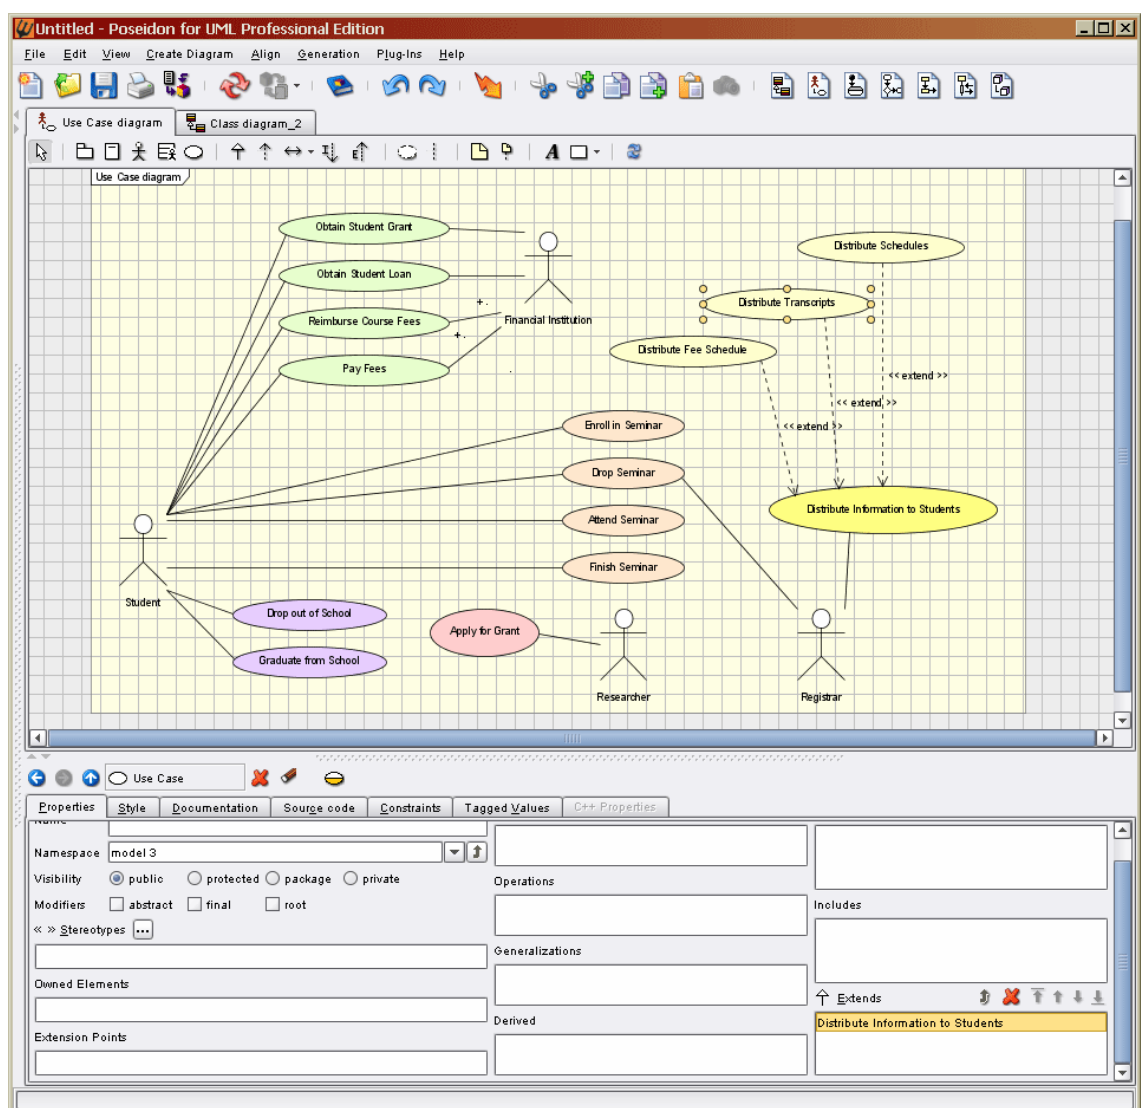 Untitled - Poseidon for UML Professional Edition
File Edit View Create Diagram Align Generation Plug-Ins Help
Use Case diagram Class diagram_2
A
Use Case diagram
Obtain Student Grant
Distribute Schedules
Obtain Student Loan
+ .
Distribute Transcripts
Reimburse Course Fees
Financial Institution
+ .
Distribute Fee Schedule
Pay Fees
<< extend >>
<< extend >>
<< extend >>
Enroll in Seminar
Drop Seminar
Distribute Information to Students
Attend Seminar
Finish Seminar
Student
Drop out of School
Apply for Grant
Graduate from School
Researcher
Registrar
Use Case
Properties Style Documentation Source code Constraints Tagged Values C++ Properties
Name
Namespace model 3
Visibility public protected package private
Operations
Modifiers abstract final root
Includes
« » Stereotypes ...
Generalizations
Owned Elements
Extends
Derived
Distribute Information to Students
Extension Points